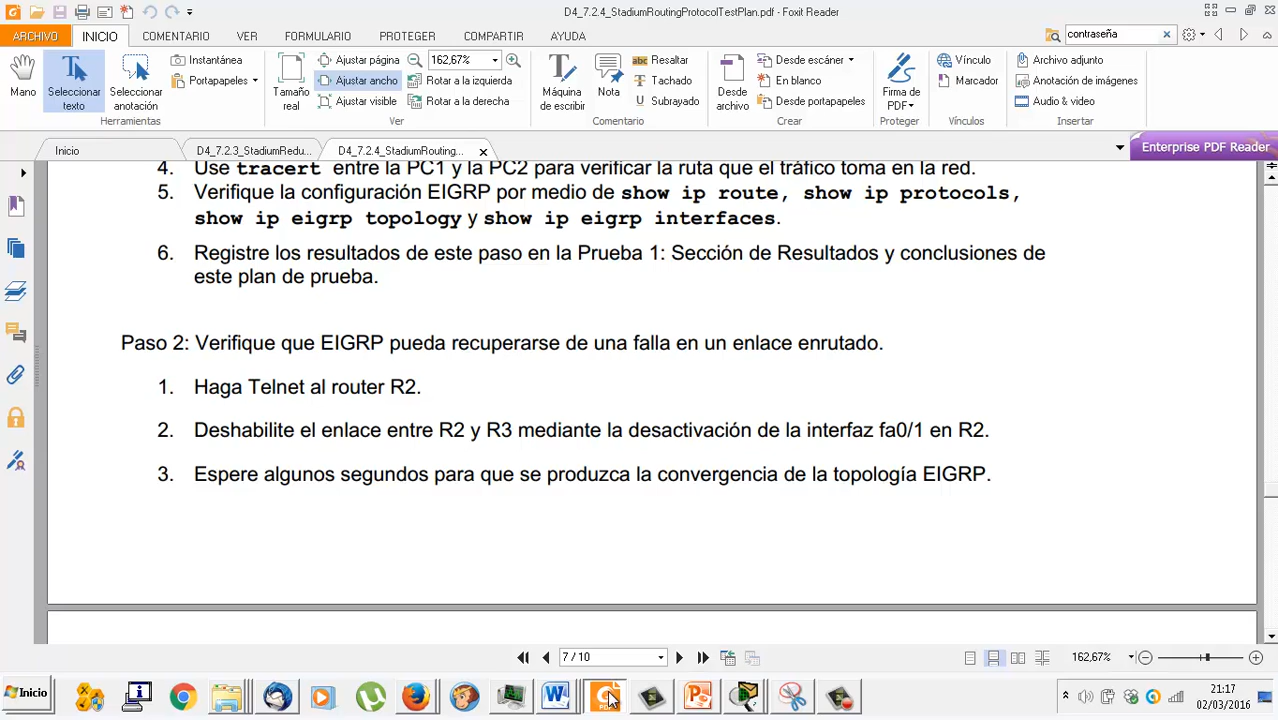 D4_7.2.4_StadiumRoutingProtocolTestPlan.pdf - Foxit Reader
ARCHIVO INICIO COMENTARIO VER FORMULARIO PROTEGER COMPARTIR AYUDA contraseña
Mano
Seleccionar texto
Seleccionar anotación
Instantánea
Portapapeles
Herramientas
Tamaño real
Ajustar página
Ajustar ancho
Ajustar visible
162,67%
Rotar a la izquierda
Rotar a la derecha
Ver
Máquina de escribir
Nota
Resaltar
Tachado
Subrayado
Comentario
Desde archivo
Desde escáner
En blanco
Desde portapapeles
Crear
Firma de PDF
Proteger
Vínculo
Marcador
Vínculos
Archivo adjunto
Anotación de imágenes
Audio & video
Insertar
Inicio D4_7.2.3_StadiumRedu... D4_7.2.4_StadiumRouting... Enterprise PDF Reader
4. Use tracert entre la PC1 y la PC2 para verificar la ruta que el tráfico toma en la red.
5. Verifique la configuración EIGRP por medio de show ip route, show ip protocols,
show ip eigrp topology y show ip eigrp interfaces.
6. Registre los resultados de este paso en la Prueba 1: Sección de Resultados y conclusiones de
este plan de prueba.
Paso 2: Verifique que EIGRP pueda recuperarse de una falla en un enlace enrutado.
1. Haga Telnet al router R2.
2. Deshabilite el enlace entre R2 y R3 mediante la desactivación de la interfaz fa0/1 en R2.
3. Espere algunos segundos para que se produzca la convergencia de la topología EIGRP.
7 / 10 162,67%
Inicio
21:17
02/03/2016